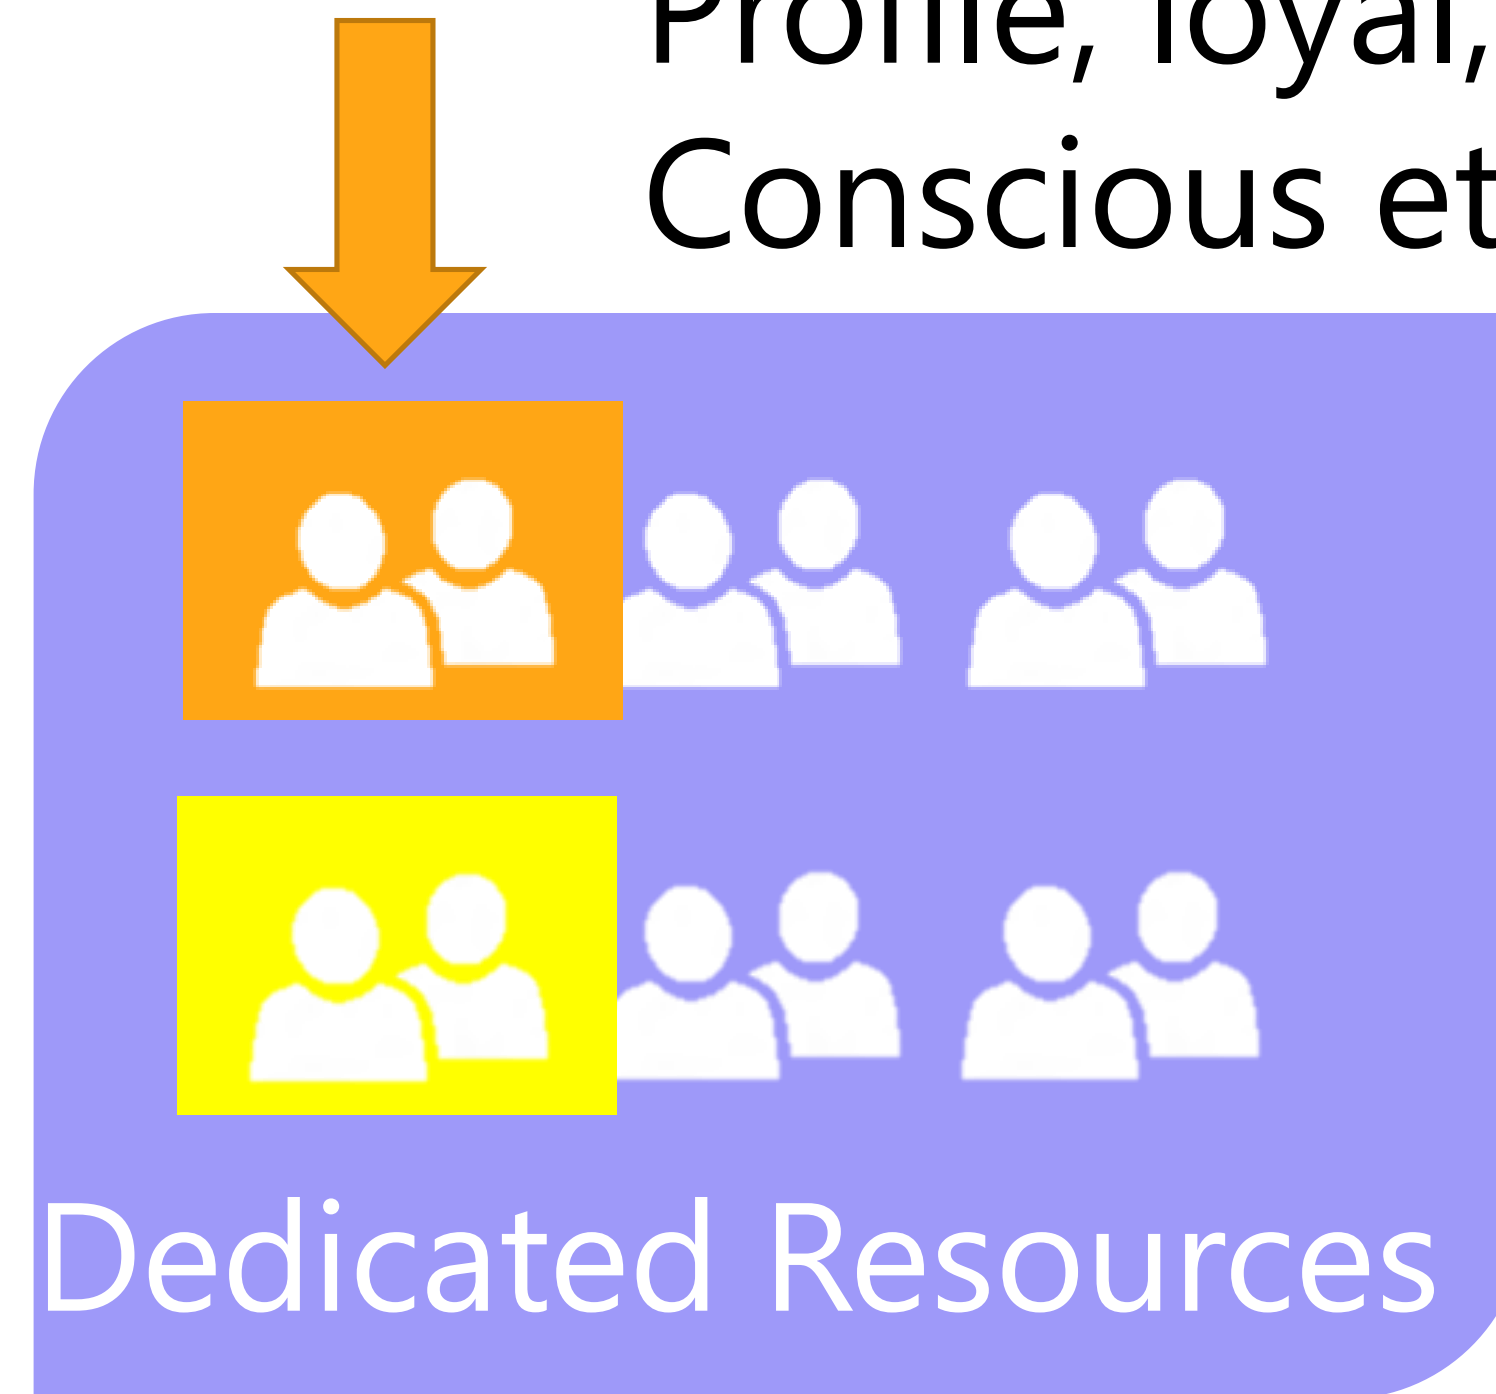 Profile, loyal,
Conscious et
Dedicated Resources